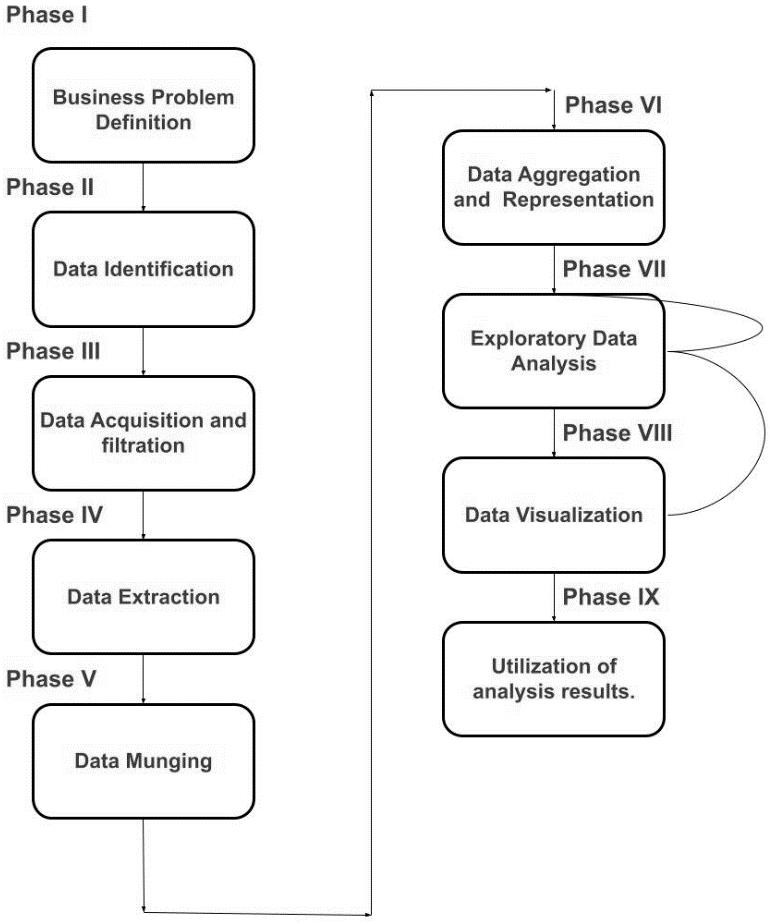 Phase I
Business Problem
Definition
Phase II
Data Identification
Phase III
Data Acquisition and
filtration
Phase IV
Data Extraction
Phase V
Data Munging
Phase VI
Data Aggregation
and Representation
Phase VII
Exploratory Data
Analysis
Phase VIII
Data Visualization
Phase IX
Utilization of
analysis results.